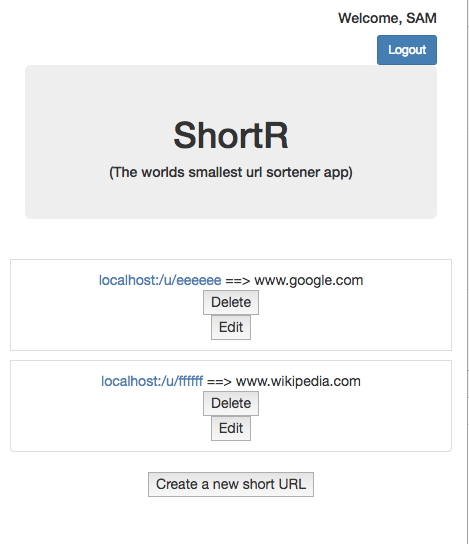 Welcome, SAM
Logout
ShortR
(The worlds smallest url sortener app)
localhost:/u/eeeeee ==> www.google.com
Delete
Edit
localhost:/u/ffffff ==> www.wikipedia.com
Delete
Edit
Create a new short URL